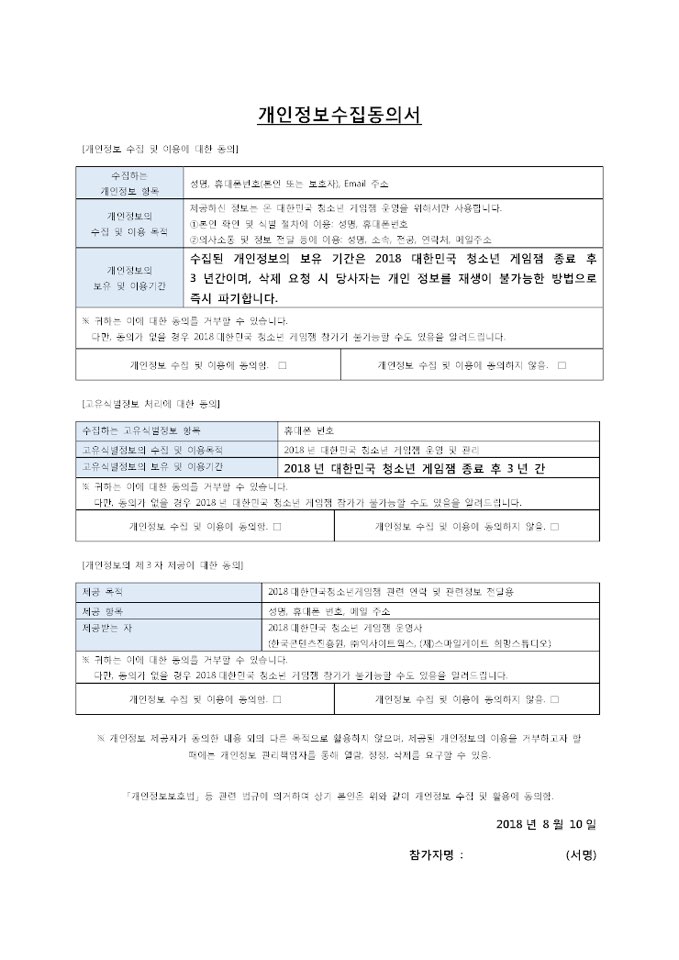 개인정보수집동의서
[개인정보 수집 및 이용에 대한 동의]
수집하는
개인정보 항목
성명, 휴대폰번호(본인 또는 보호자), Email 주소
개인정보의
수집 및 이용 목적
제공하신 정보는 온 대한민국 청소년 게임잼 운영을 위해서만 사용합니다.
①본인 확인 및 식별 절차에 이용: 성명, 휴대폰번호
②의사소통 및 정보 전달 등에 이용: 성명, 소속, 전공, 연락처, 메일주소
개인정보의
보유 및 이용기간
수집된 개인정보의 보유 기간은 2018 대한민국 청소년 게임잼 종료 후
3 년간이며, 삭제 요청 시 당사자는 개인 정보를 재생이 불가능한 방법으로
즉시 파기합니다.
※ 귀하는 이에 대한 동의를 거부할 수 있습니다.
다만, 동의가 없을 경우 2018 대한민국 청소년 게임잼 참가가 불가능할 수도 있음을 알려드립니다.
개인정보 수집 및 이용에 동의함. □
개인정보 수집 및 이용에 동의하지 않음. □
[고유식별정보 처리에 대한 동의]
수집하는 고유식별정보 항목
휴대폰 번호
고유식별정보의 수집 및 이용목적
2018 년 대한민국 청소년 게임잼 운영 및 관리
고유식별정보의 보유 및 이용기간
2018 년 대한민국 청소년 게임잼 종료 후 3 년 간
※ 귀하는 이에 대한 동의를 거부할 수 있습니다.
다만, 동의가 없을 경우 2018 년 대한민국 청소년 게임잼 참가가 불가능할 수도 있음을 알려드립니다.
개인정보 수집 및 이용에 동의함. □
개인정보 수집 및 이용에 동의하지 않음. □
[개인정보의 제 3 자 제공에 대한 동의]
제공 목적
2018 대한민국청소년게임잼 관련 연락 및 관련정보 전달용
제공 항목
성명, 휴대폰 번호, 메일 주소
제공받는 자
2018 대한민국 청소년 게임잼 운영사
(한국콘텐츠진흥원, ㈜익사이트웍스, (재)스마일게이트 희망스튜디오)
※ 귀하는 이에 대한 동의를 거부할 수 있습니다.
다만, 동의가 없을 경우 2018 대한민국 청소년 게임잼 참가가 불가능할 수도 있음을 알려드립니다.
개인정보 수집 및 이용에 동의함. □
개인정보 수집 및 이용에 동의하지 않음. □
※ 개인정보 제공자가 동의한 내용 외의 다른 목적으로 활용하지 않으며, 제공된 개인정보의 이용을 거부하고자 할
때에는 개인정보 관리책임자를 통해 열람, 정정, 삭제를 요구할 수 있음.
「개인정보보호법」등 관련 법규에 의거하여 상기 본인은 위와 같이 개인정보 수집 및 활용에 동의함.
2018 년 8 월 10 일
참가자명 : (서명)